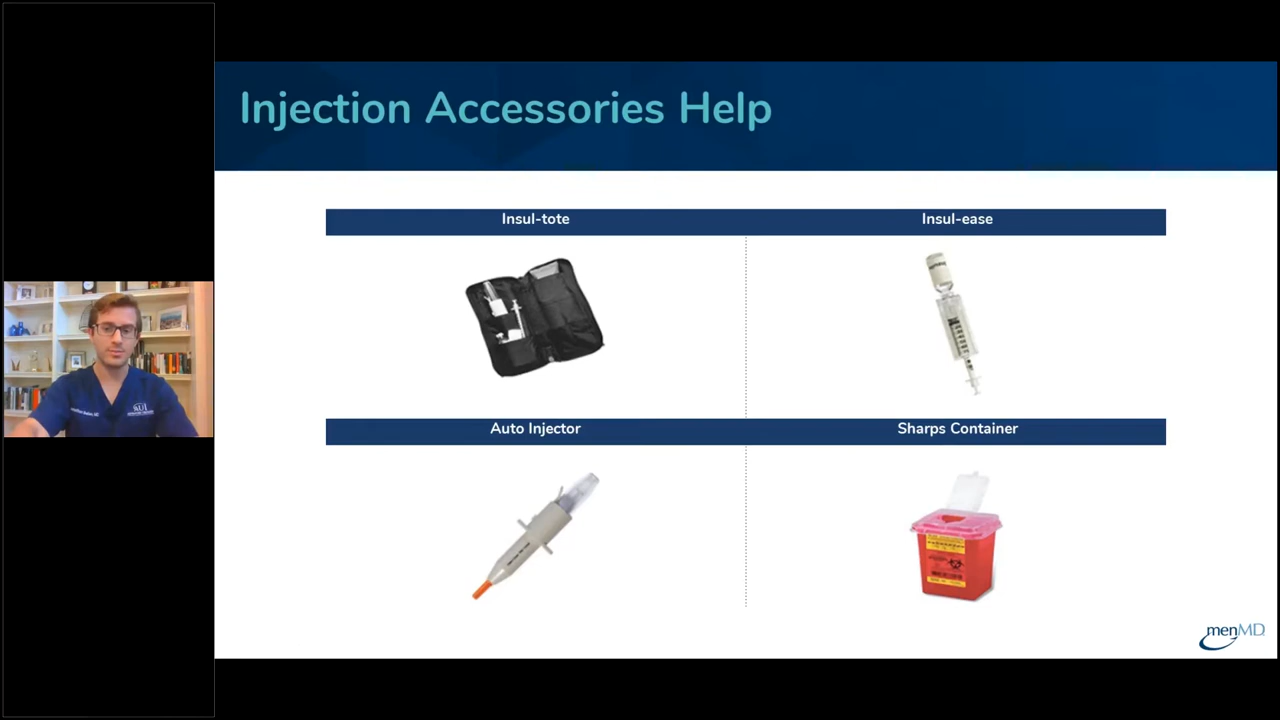 Injection Accessories Help
Insul-tote
Insul-ease
Auto Injector
Sharps Container
menMD